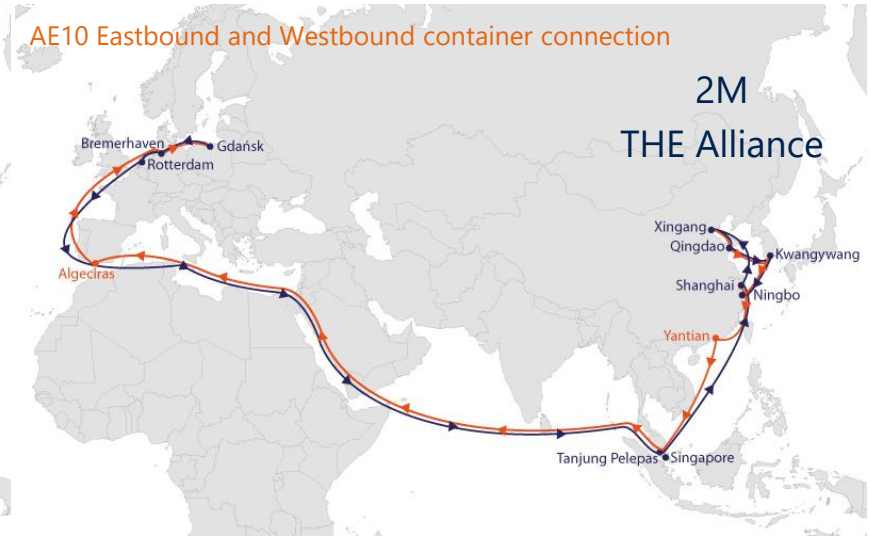 AE10 Eastbound and Westbound container connection
2M
THE Alliance
Bremerhaven
Gdańsk
Rotterdam
Algeciras
Xingang
Qingdao
Kwangywang
Shanghai
Ningbo
Yantian
Tanjung Pelepas
Singapore